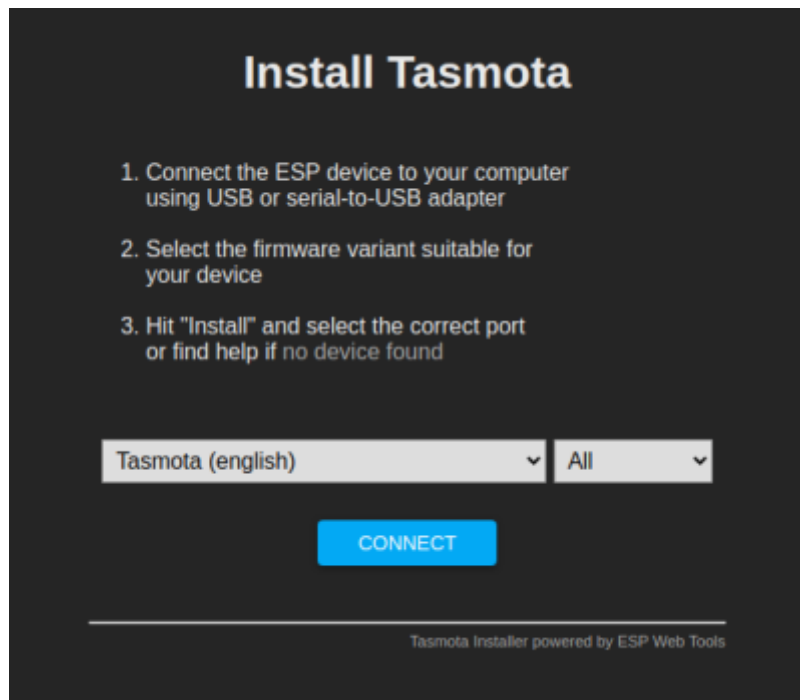 Install Tasmota
1. Connect the ESP device to your computer
using USB or serial-to-USB adapter
2. Select the firmware variant suitable for
your device
3. Hit "Install" and select the correct port
or find help if no device found
Tasmota (english) All
CONNECT
Tasmota Installer powered by ESP Web Tools